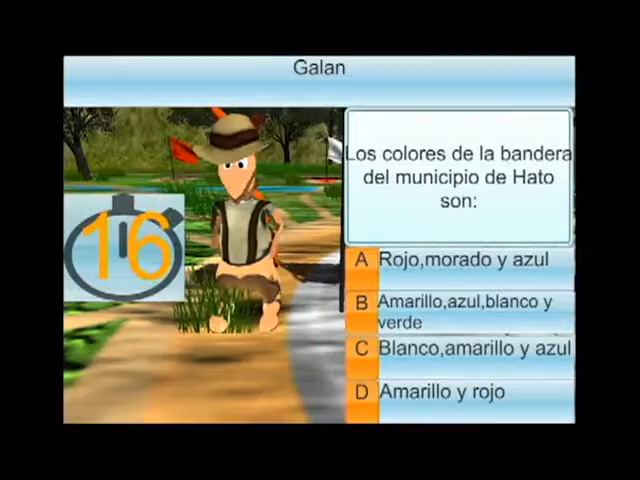 Galan
Los colores de la bandera
del municipio de Hato
son:
16
A Rojo,morado y azul
B Amarillo,azul,blanco y
verde
C Blanco,amarillo y azul
D Amarillo y rojo